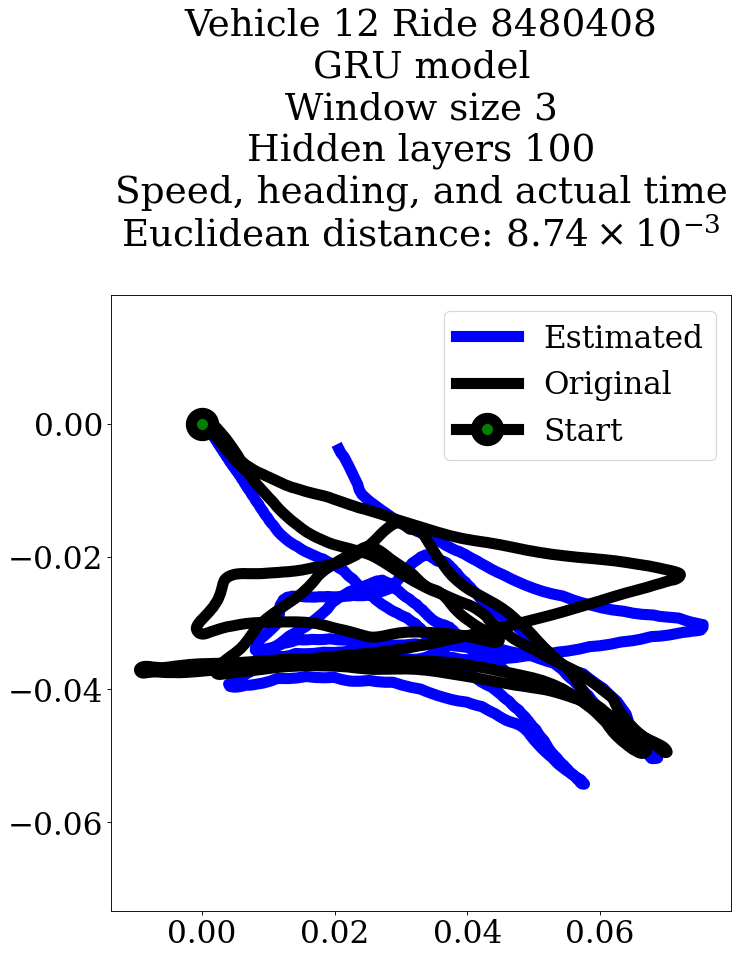 Vehicle 12 Ride 8480408
GRU model
Window size 3
Hidden layers 100
Speed, heading, and actual time
Euclidean distance: 8.74 × 10⁻³
Estimated
Original
Start
0.00
−0.02
−0.04
−0.06
0.00 0.02 0.04 0.06